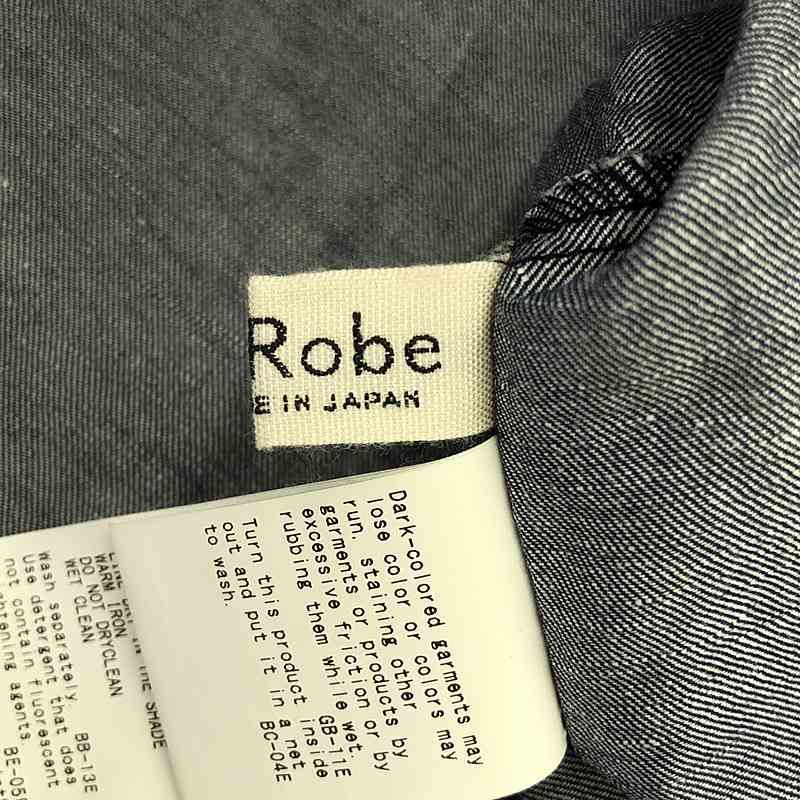 Robe
E IN JAPAN
Dark-colored garments may
lose color or colors may
run, staining other
garments or products by
excessive friction or by
rubbing them while wet.
GB-11E
Turn this product inside
out and put it in a net
to wash.
BC-04E
THE SHADE
WARM IRON
DO NOT DRYCLEAN
WET CLEAN
Wash separately.
BB-13E
Use detergent that does
not contain fluorescent
agents.